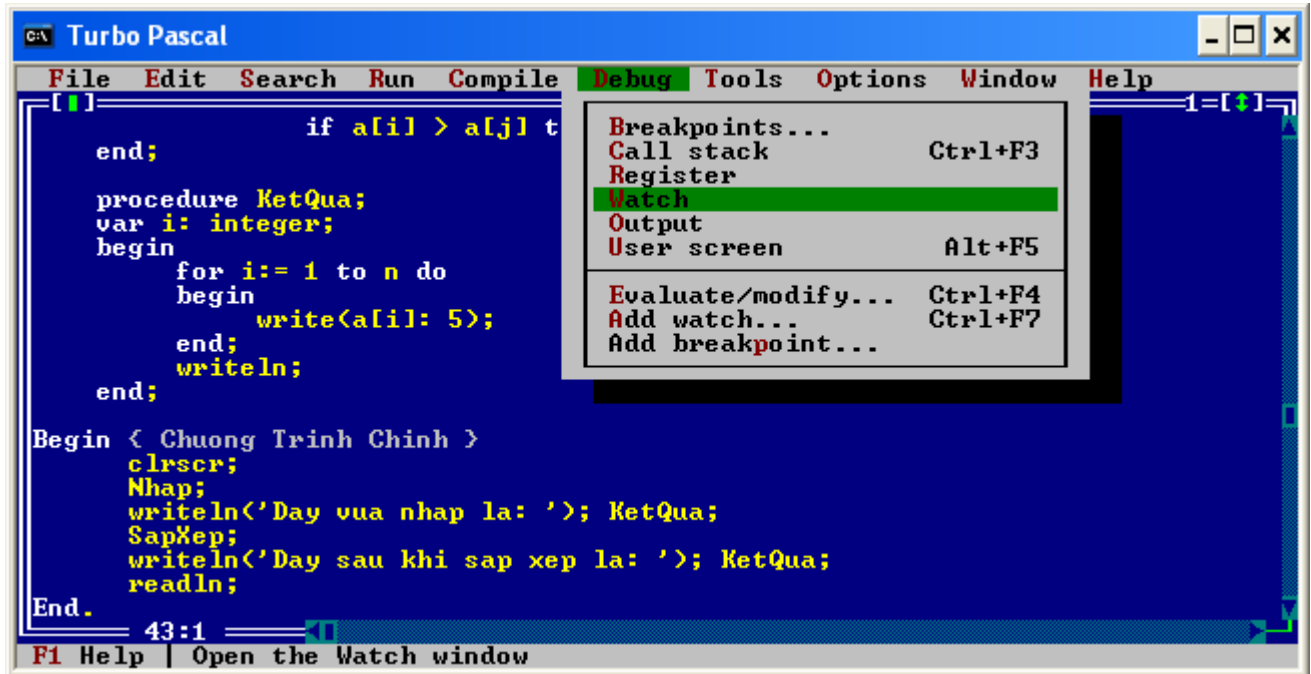 Turbo Pascal
File Edit Search Run Compile Debug Tools Options Window Help
[■] 1=[↕]
if a[i] > a[j] t
end;
procedure KetQua;
var i: integer;
begin
for i:= 1 to n do
begin
write(a[i]: 5);
end;
writeln;
end;
Begin { Chuong Trinh Chinh }
clrscr;
Nhap;
writeln('Day vua nhap la: '); KetQua;
SapXep;
writeln('Day sau khi sap xep la: '); KetQua;
readln;
End.
Breakpoints...
Call stack Ctrl+F3
Register
Watch
Output
User screen Alt+F5
Evaluate/modify... Ctrl+F4
Add watch... Ctrl+F7
Add breakpoint...
43:1
F1 Help | Open the Watch window